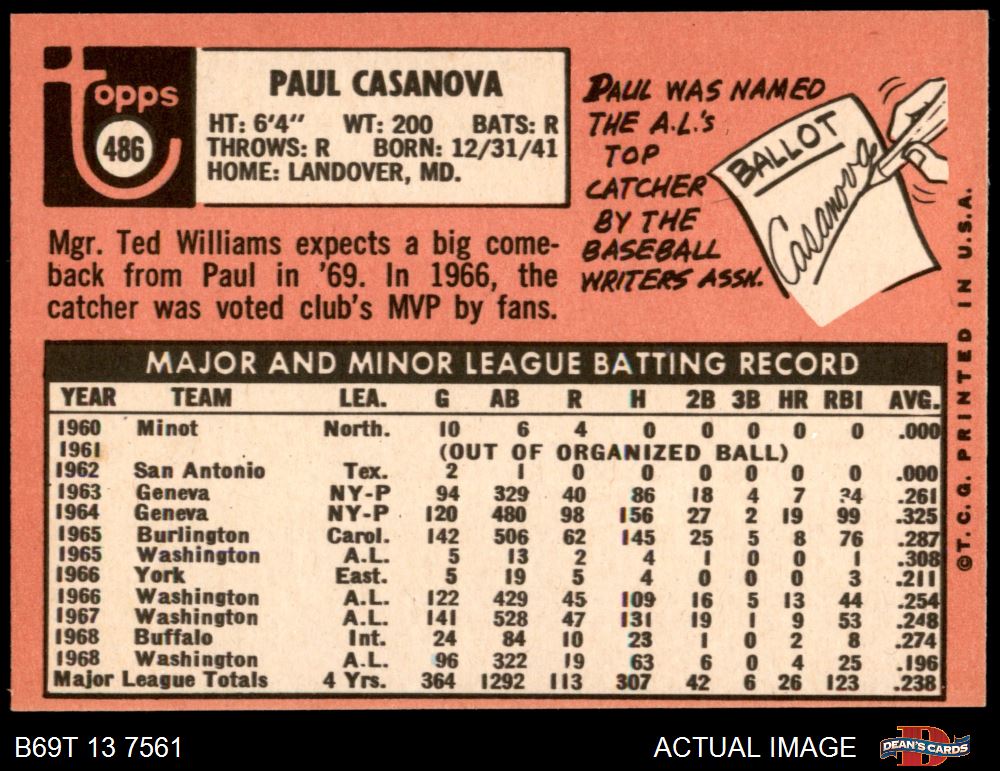 topps
486
PAUL CASANOVA
HT: 6'4" WT: 200 BATS: R
THROWS: R BORN: 12/31/41
HOME: LANDOVER, MD.
Mgr. Ted Williams expects a big come-
back from Paul in '69. In 1966, the
catcher was voted club's MVP by fans.
PAUL WAS NAMED
THE A.L.'S
TOP
CATCHER
BY THE
BASEBALL
WRITERS ASSN.
BALLOT
Casanova
MAJOR AND MINOR LEAGUE BATTING RECORD
YEAR TEAM LEA. G AB R H 2B 3B HR RBI AVG.
1960 Minot North. 10 6 4 0 0 0 0 0 .000
1961 (OUT OF ORGANIZED BALL)
1962 San Antonio Tex. 2 1 0 0 0 0 0 0 .000
1963 Geneva NY-P 94 329 40 86 18 4 7 34 .261
1964 Geneva NY-P 120 480 98 156 27 2 19 99 .325
1965 Burlington Carol. 142 506 62 145 25 5 8 76 .287
1965 Washington A.L. 5 13 2 4 1 0 0 1 .308
1966 York East. 5 19 5 4 0 0 0 3 .211
1966 Washington A.L. 122 429 45 109 16 5 13 44 .254
1967 Washington A.L. 141 528 47 131 19 1 9 53 .248
1968 Buffalo Int. 24 84 10 23 1 0 2 8 .274
1968 Washington A.L. 96 322 19 63 6 0 4 25 .196
Major League Totals 4 Yrs. 364 1292 113 307 42 6 26 123 .238
©T. C. G. PRINTED IN U.S.A.
B69T 13 7561
ACTUAL IMAGE
DEAN'S CARDS